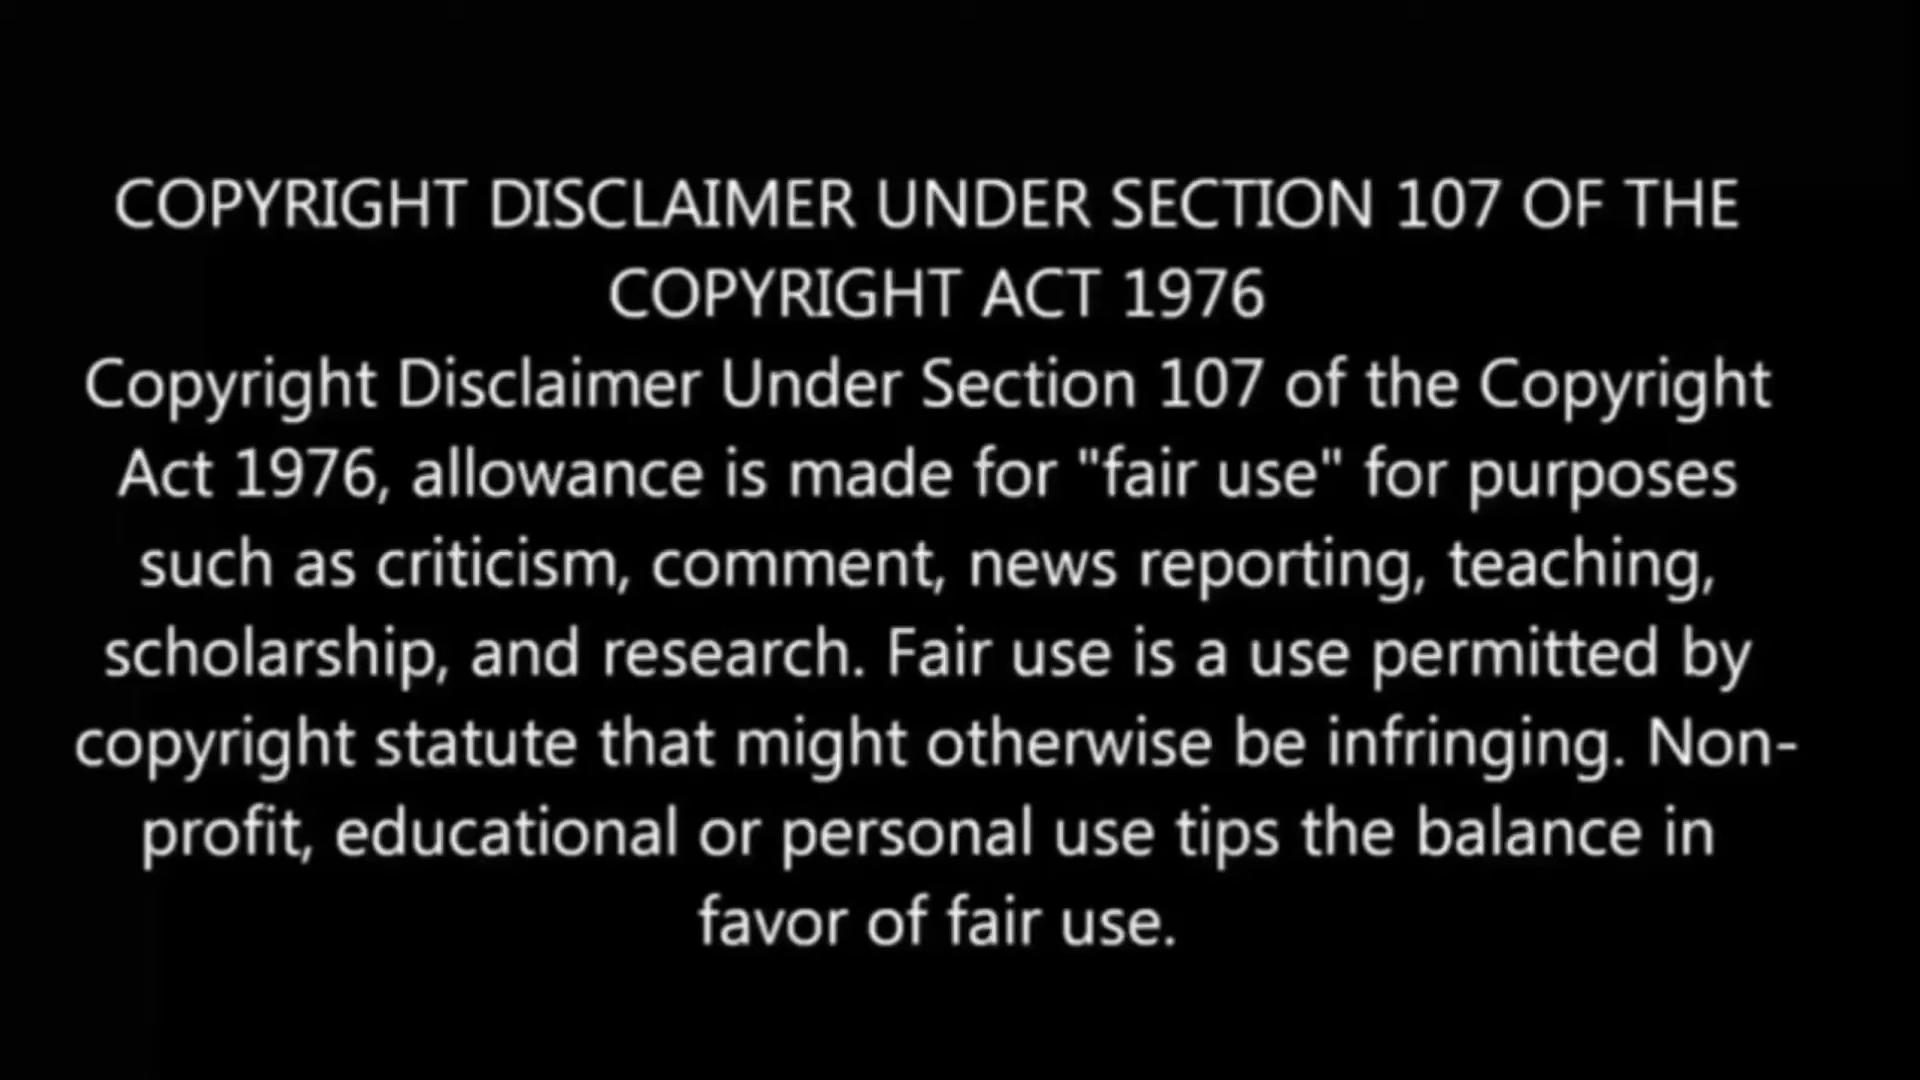 COPYRIGHT DISCLAIMER UNDER SECTION 107 OF THE
COPYRIGHT ACT 1976
Copyright Disclaimer Under Section 107 of the Copyright
Act 1976, allowance is made for "fair use" for purposes
such as criticism, comment, news reporting, teaching,
scholarship, and research. Fair use is a use permitted by
copyright statute that might otherwise be infringing. Non-
profit, educational or personal use tips the balance in
favor of fair use.